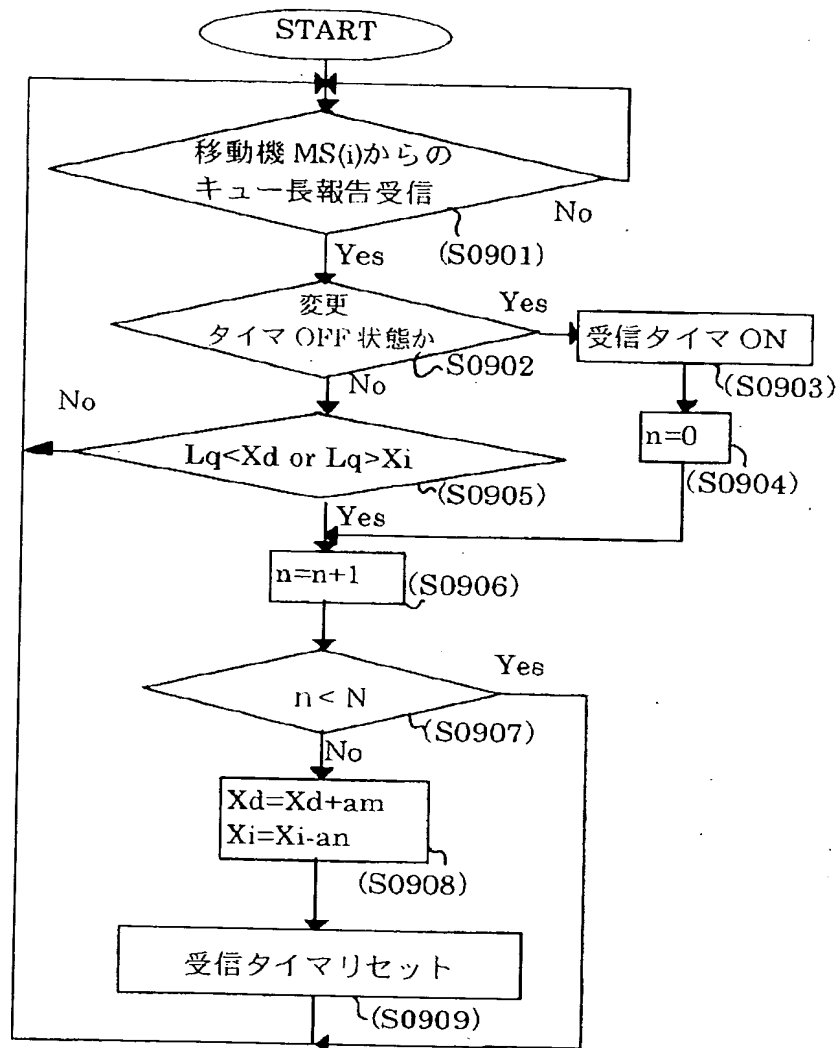 START
移動機 MS(i)からの
キュー長報告受信
No
(S0901)
Yes
変更
タイマ OFF 状態か
Yes
S0902
受信タイマ ON
(S0903)
No
n=0
(S0904)
No
Lq<Xd or Lq>Xi
(S0905)
Yes
n=n+1
(S0906)
n < N
Yes
(S0907)
No
Xd=Xd+am
Xi=Xi-an
(S0908)
受信タイマリセット
(S0909)